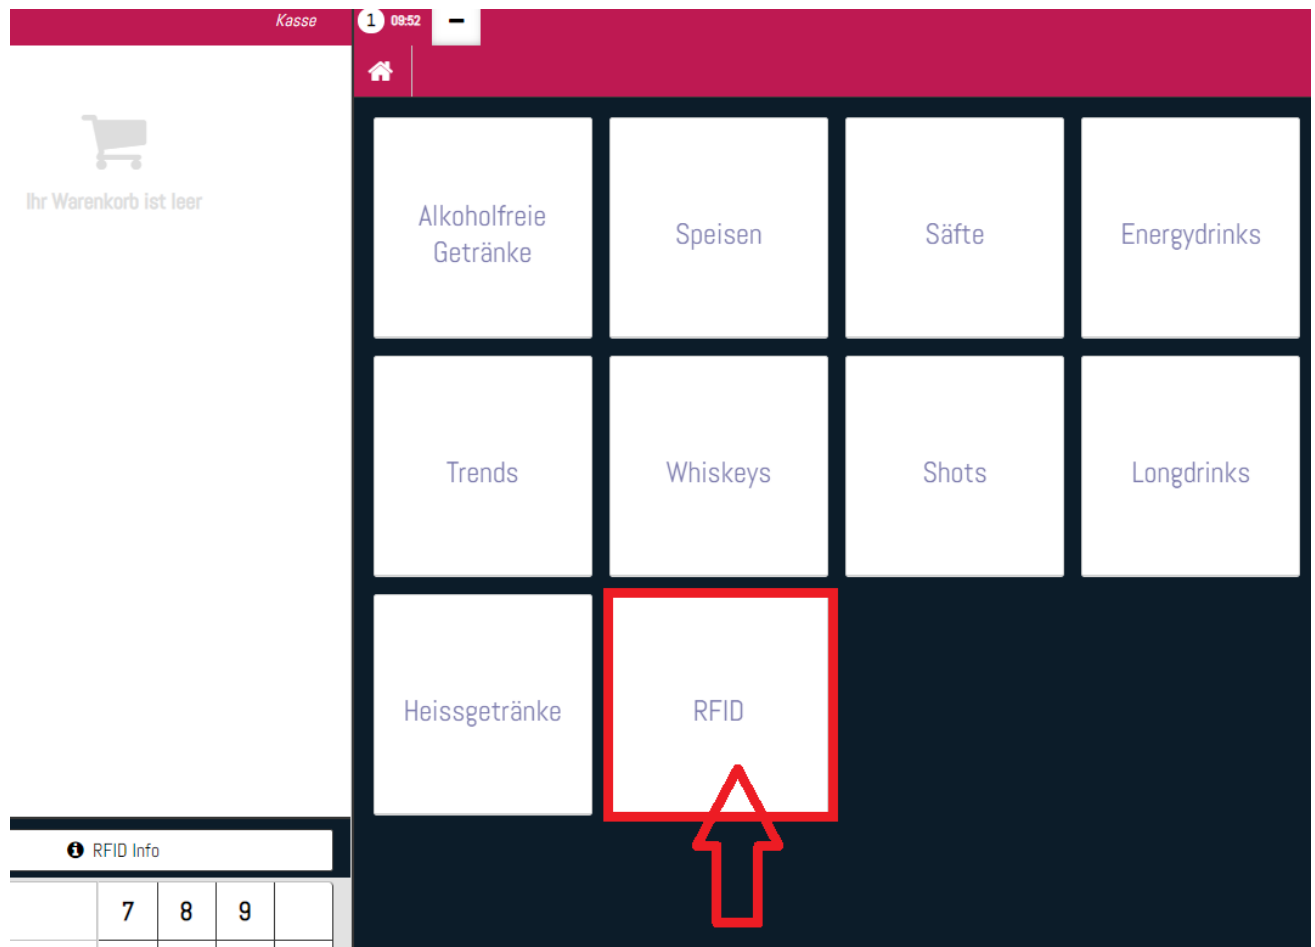 Kasse
1 09:52 –
Ihr Warenkorb ist leer
Alkoholfreie
Getränke
Speisen
Säfte
Energydrinks
Trends
Whiskeys
Shots
Longdrinks
Heissgetränke
RFID
RFID Info
7 8 9